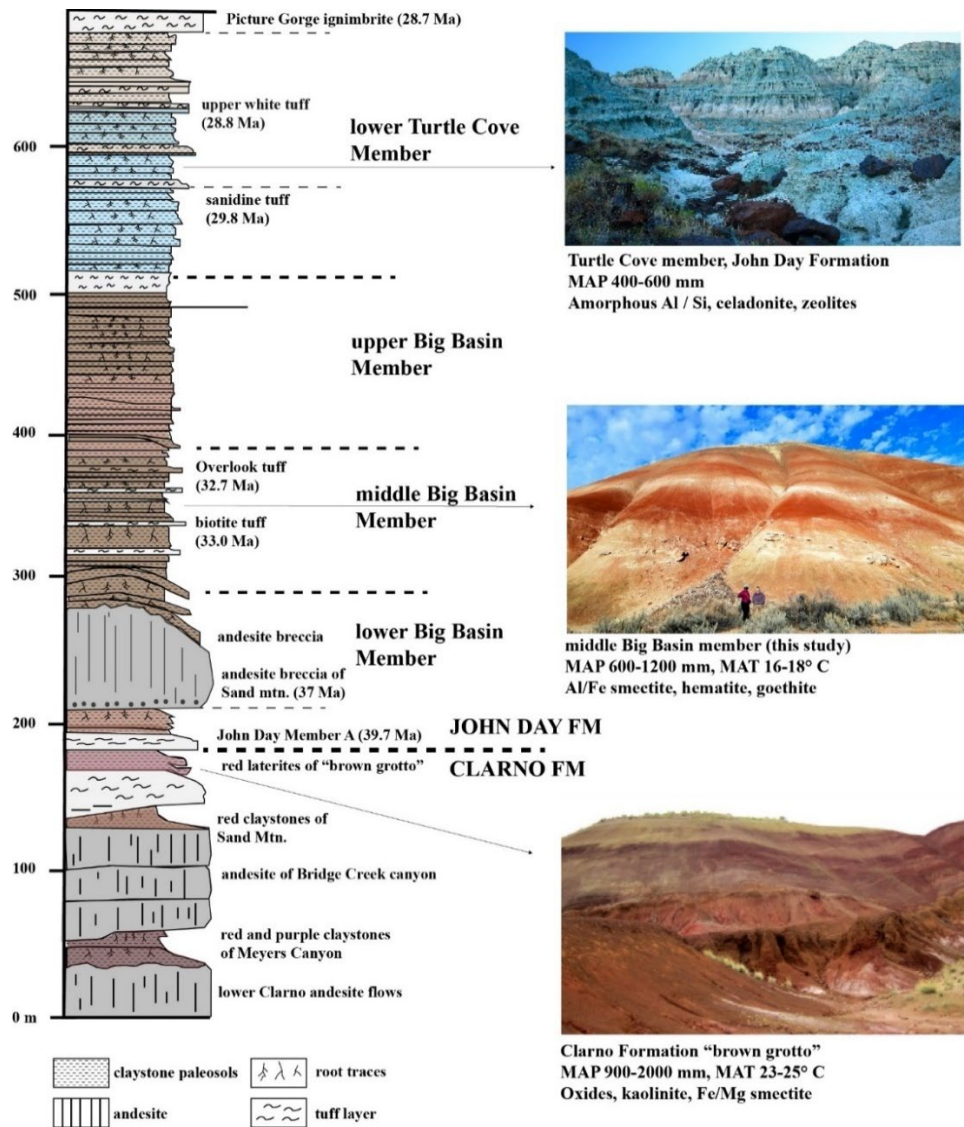 Picture Gorge ignimbrite (28.7 Ma)
upper white tuff
(28.8 Ma)
600
lower Turtle Cove
Member
sanidine tuff
(29.8 Ma)
Turtle Cove member, John Day Formation
MAP 400-600 mm
Amorphous Al / Si, celadonite, zeolites
500
upper Big Basin
Member
400
Overlook tuff
(32.7 Ma)
middle Big Basin
Member
biotite tuff
(33.0 Ma)
300
andesite breccia
lower Big Basin
Member
andesite breccia of
Sand mtn. (37 Ma)
middle Big Basin member (this study)
MAP 600-1200 mm, MAT 16-18° C
Al/Fe smectite, hematite, goethite
200
John Day Member A (39.7 Ma)
JOHN DAY FM
CLARNO FM
red laterites of “brown grotto”
red claystones of
Sand Mtn.
100
andesite of Bridge Creek canyon
red and purple claystones
of Meyers Canyon
lower Clarno andesite flows
0 m
Clarno Formation “brown grotto”
MAP 900-2000 mm, MAT 23-25° C
Oxides, kaolinite, Fe/Mg smectite
claystone paleosols
root traces
andesite
tuff layer